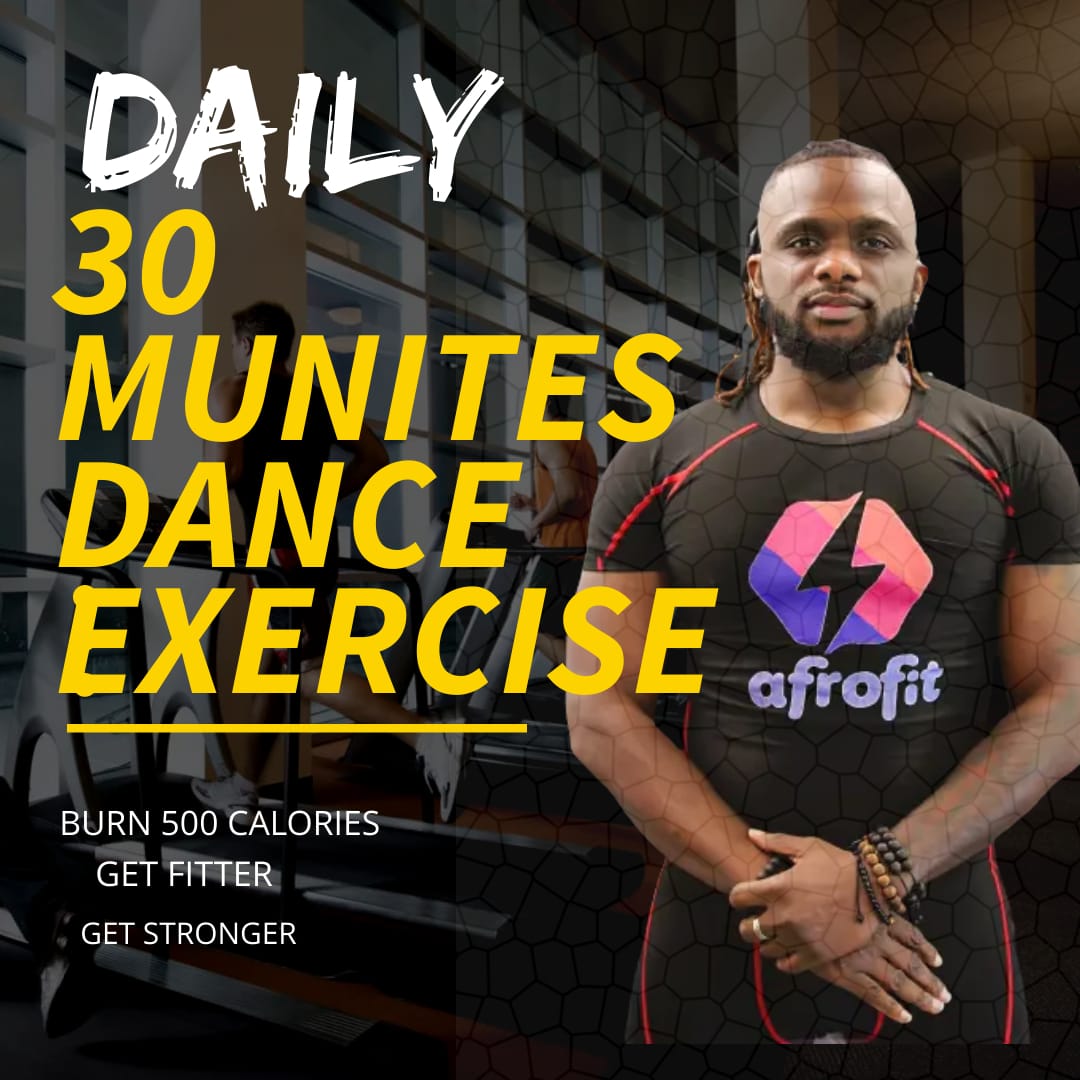 DAILY
30
MUNITES
DANCE
EXERCISE
afrofit
BURN 500 CALORIES
GET FITTER
GET STRONGER